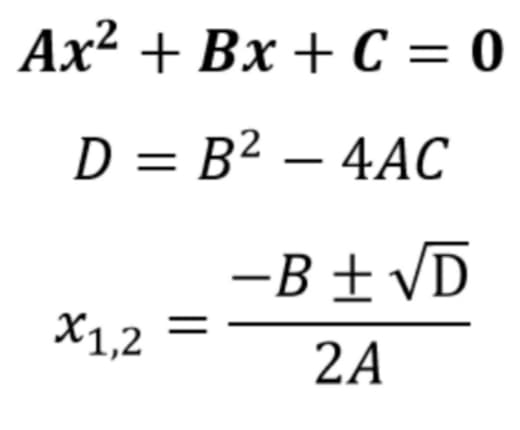 Ax² + Bx + C = 0
D = B² − 4AC
x₁,₂ = (−B ± √D) / 2A